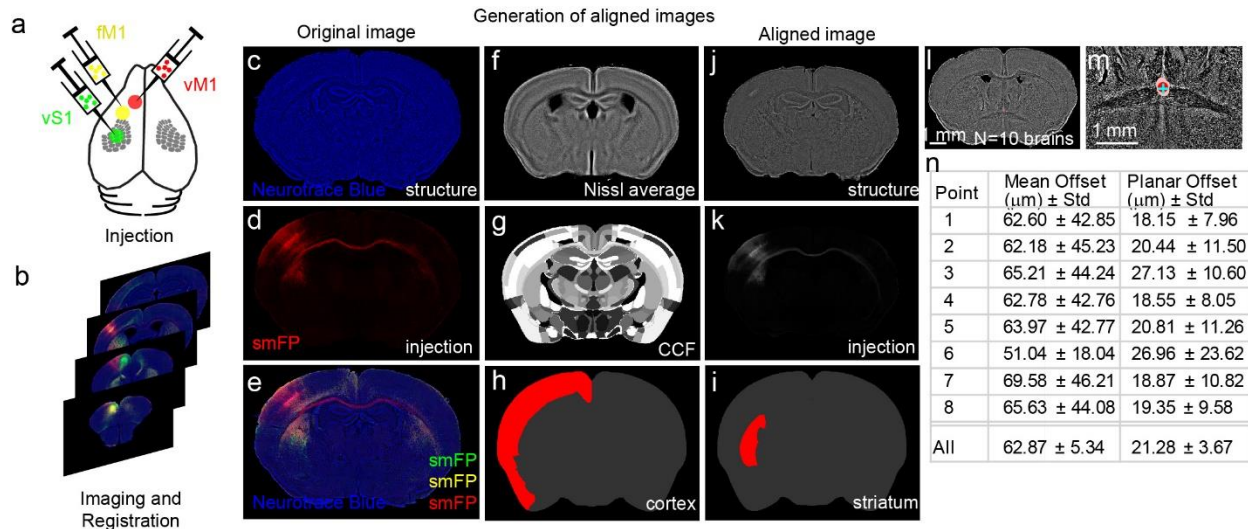 Generation of aligned images
Original image
Aligned image
a
fM1
vM1
vS1
Injection
b
Imaging and
Registration
c
Neurotrace Blue
structure
d
smFP
injection
e
smFP
smFP
Neurotrace Blue
smFP
f
Nissl average
g
CCF
h
cortex
i
striatum
j
structure
k
injection
l
1 mm
N=10 brains
m
1 mm
n
Point Mean Offset (μm) ± Std Planar Offset (μm) ± Std
1 62.60 ± 42.85 18.15 ± 7.96
2 62.18 ± 45.23 20.44 ± 11.50
3 65.21 ± 44.24 27.13 ± 10.60
4 62.78 ± 42.76 18.55 ± 8.05
5 63.97 ± 42.77 20.81 ± 11.26
6 51.04 ± 18.04 26.96 ± 23.62
7 69.58 ± 46.21 18.87 ± 10.82
8 65.63 ± 44.08 19.35 ± 9.58
All 62.87 ± 5.34 21.28 ± 3.67